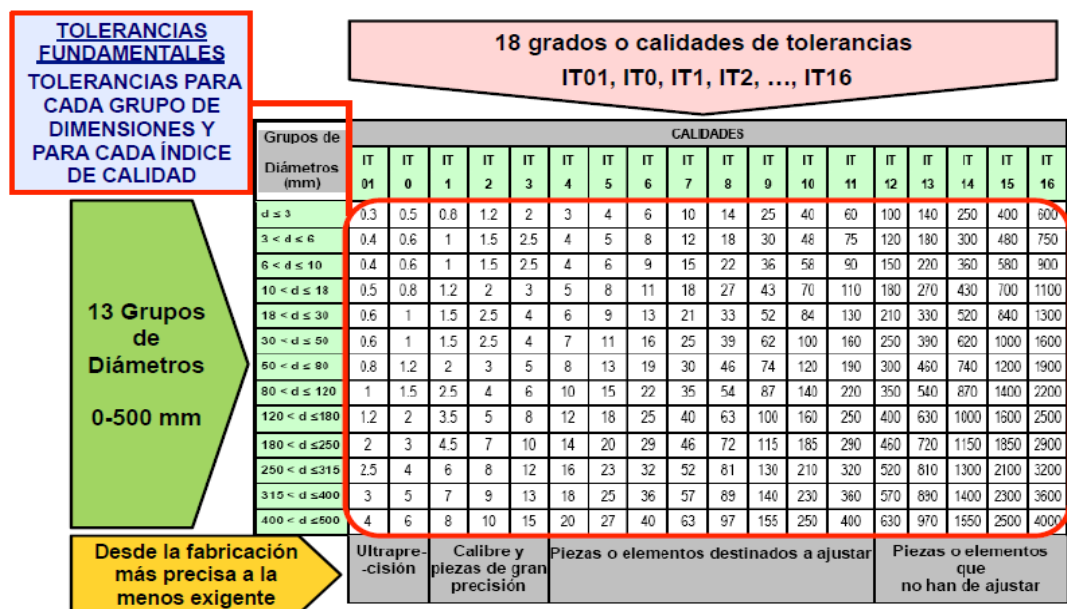 TOLERANCIAS
FUNDAMENTALES
TOLERANCIAS PARA
CADA GRUPO DE
DIMENSIONES Y
PARA CADA ÍNDICE
DE CALIDAD
18 grados o calidades de tolerancias
IT01, IT0, IT1, IT2, …, IT16
Grupos de
Diámetros
(mm)
CALIDADES
IT IT IT IT IT IT IT IT IT IT IT IT IT IT IT IT IT IT
01 0 1 2 3 4 5 6 7 8 9 10 11 12 13 14 15 16
d ≤ 3 0.3 0.5 0.8 1.2 2 3 4 6 10 14 25 40 60 100 140 250 400 600
3 < d ≤ 6 0.4 0.6 1 1.5 2.5 4 5 8 12 18 30 48 75 120 180 300 480 750
6 < d ≤ 10 0.4 0.6 1 1.5 2.5 4 6 9 15 22 36 58 90 150 220 360 580 900
10 < d ≤ 18 0.5 0.8 1.2 2 3 5 8 11 18 27 43 70 110 180 270 430 700 1100
18 < d ≤ 30 0.6 1 1.5 2.5 4 6 9 13 21 33 52 84 130 210 330 520 840 1300
30 < d ≤ 50 0.6 1 1.5 2.5 4 7 11 16 25 39 62 100 160 250 390 620 1000 1600
50 < d ≤ 80 0.8 1.2 2 3 5 8 13 19 30 46 74 120 190 300 460 740 1200 1900
80 < d ≤ 120 1 1.5 2.5 4 6 10 15 22 35 54 87 140 220 350 540 870 1400 2200
120 < d ≤180 1.2 2 3.5 5 8 12 18 25 40 63 100 160 250 400 630 1000 1600 2500
180 < d ≤250 2 3 4.5 7 10 14 20 29 46 72 115 185 290 460 720 1150 1850 2900
250 < d ≤315 2.5 4 6 8 12 16 23 32 52 81 130 210 320 520 810 1300 2100 3200
315 < d ≤400 3 5 7 9 13 18 25 36 57 89 140 230 360 570 890 1400 2300 3600
400 < d ≤500 4 6 8 10 15 20 27 40 63 97 155 250 400 630 970 1550 2500 4000
13 Grupos
de
Diámetros
0-500 mm
Desde la fabricación
más precisa a la
menos exigente
Ultrapre-
-cisión
Calibre y
piezas de gran
precisión
Piezas o elementos destinados a ajustar
Piezas o elementos
que
no han de ajustar